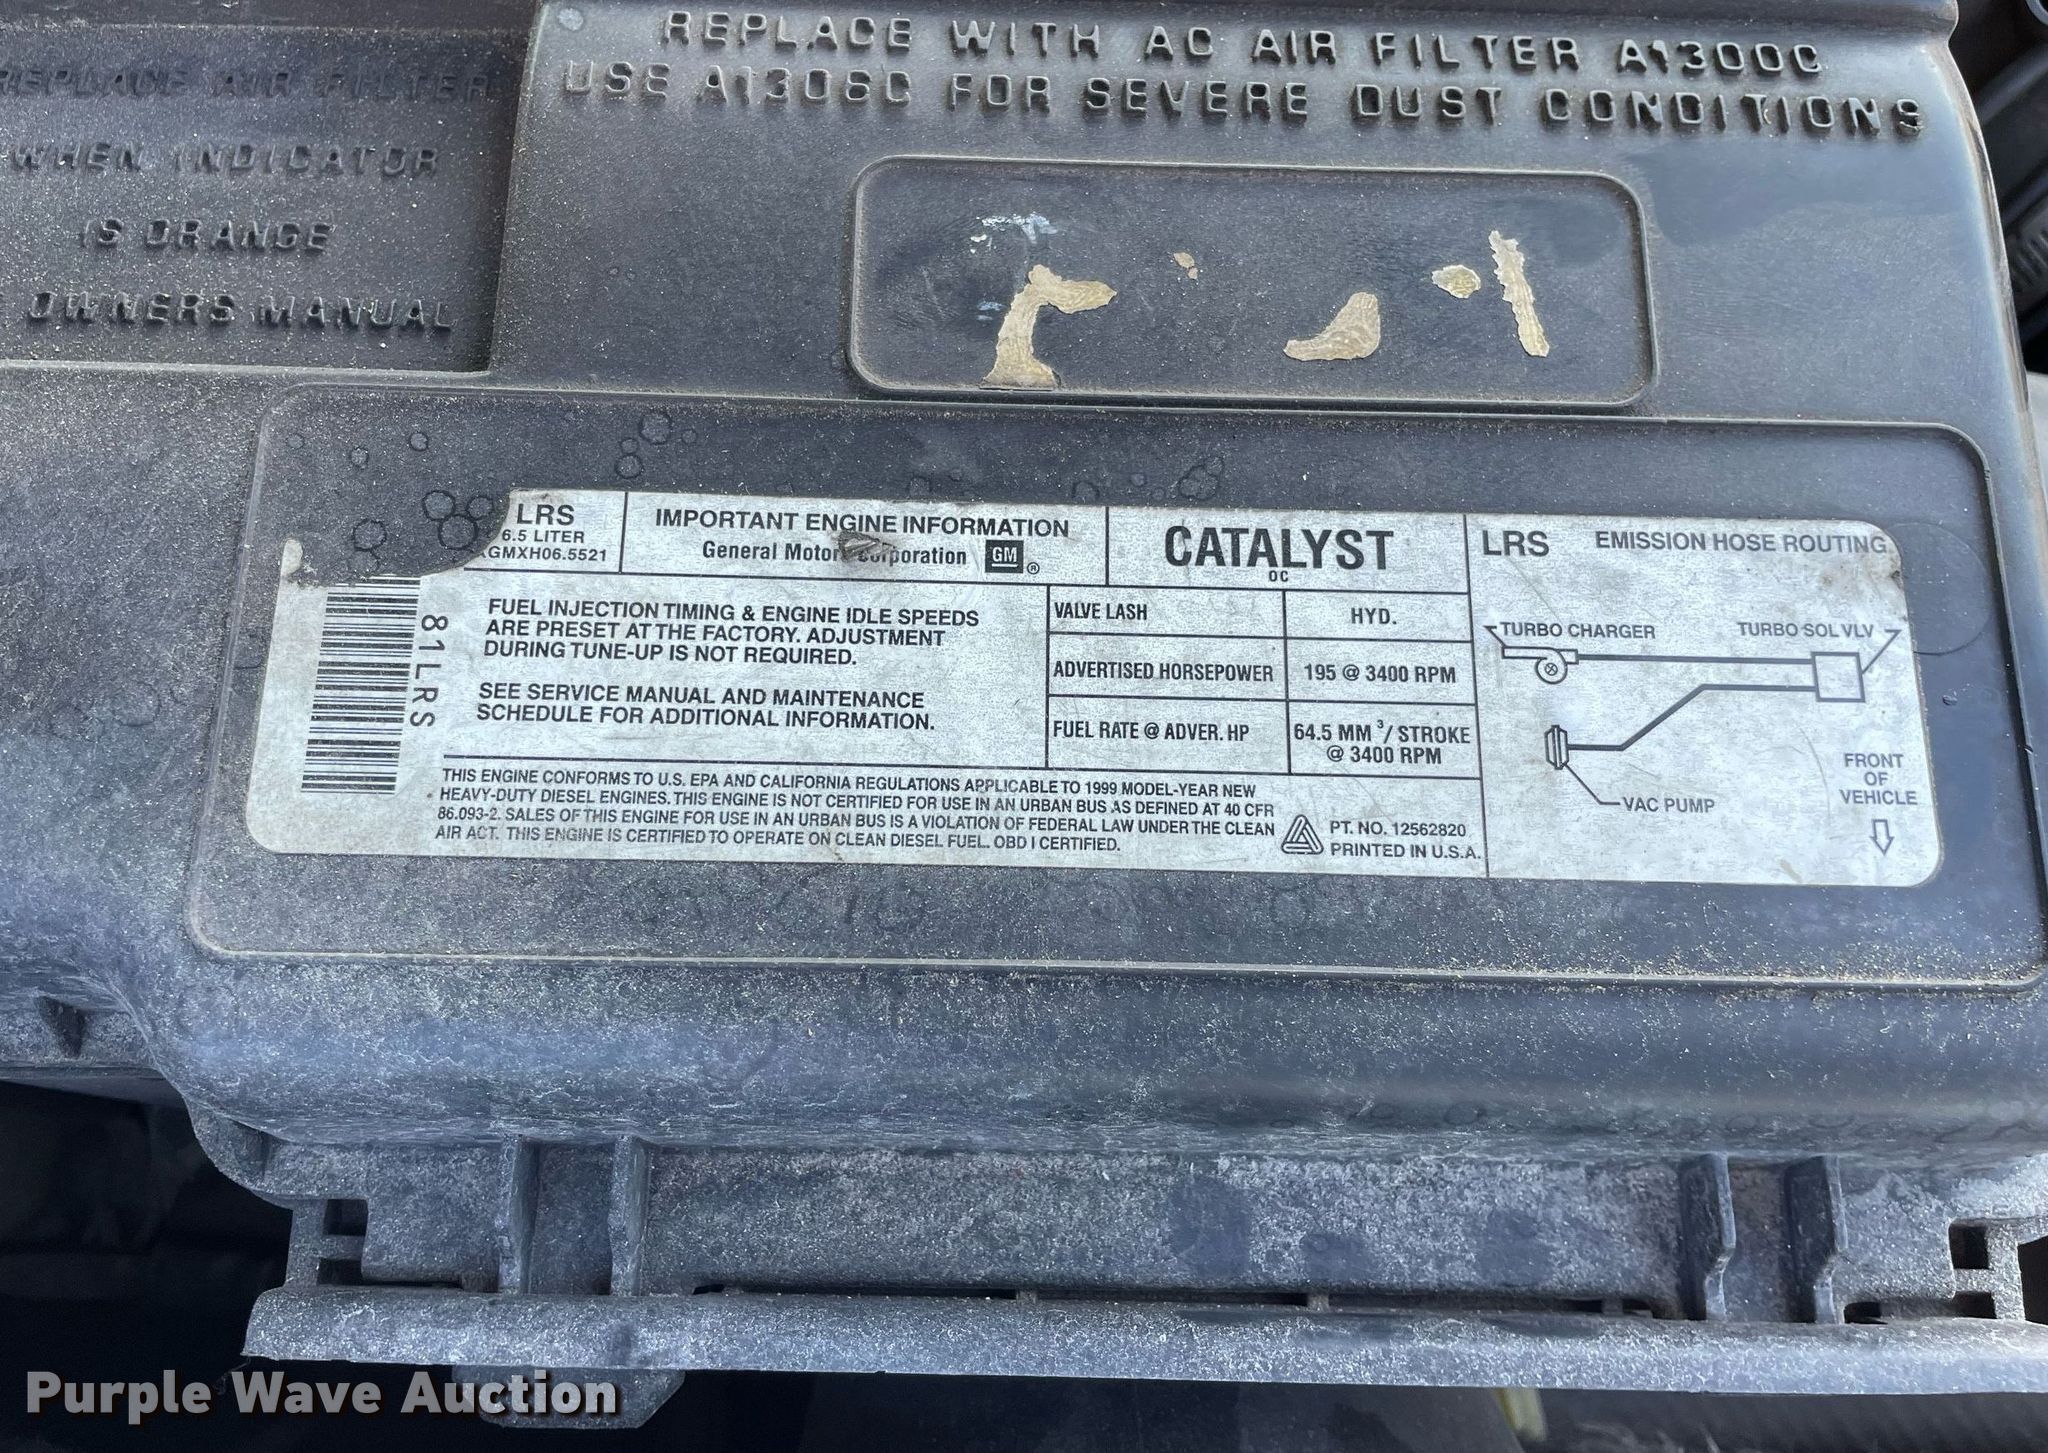 REPLACE WITH AC AIR FILTER A1300C
USE A1306C FOR SEVERE DUST CONDITIONS
REPLACE AIR FILTER
WHEN INDICATOR
IS ORANGE
OWNERS MANUAL
LRS
6.5 LITER
GMXH06.5521
81LRS
IMPORTANT ENGINE INFORMATION
General Motors Corporation GM ®
CATALYST
OC
FUEL INJECTION TIMING & ENGINE IDLE SPEEDS
ARE PRESET AT THE FACTORY. ADJUSTMENT
DURING TUNE-UP IS NOT REQUIRED.
SEE SERVICE MANUAL AND MAINTENANCE
SCHEDULE FOR ADDITIONAL INFORMATION.
VALVE LASH HYD.
ADVERTISED HORSEPOWER 195 @ 3400 RPM
FUEL RATE @ ADVER. HP 64.5 MM³/ STROKE
@ 3400 RPM
THIS ENGINE CONFORMS TO U.S. EPA AND CALIFORNIA REGULATIONS APPLICABLE TO 1999 MODEL-YEAR NEW
HEAVY-DUTY DIESEL ENGINES. THIS ENGINE IS NOT CERTIFIED FOR USE IN AN URBAN BUS AS DEFINED AT 40 CFR
86.093-2. SALES OF THIS ENGINE FOR USE IN AN URBAN BUS IS A VIOLATION OF FEDERAL LAW UNDER THE CLEAN
AIR ACT. THIS ENGINE IS CERTIFIED TO OPERATE ON CLEAN DIESEL FUEL. OBD I CERTIFIED.
PT. NO. 12562820
PRINTED IN U.S.A.
LRS EMISSION HOSE ROUTING
TURBO CHARGER TURBO SOL VLV
VAC PUMP
FRONT
OF
VEHICLE
Purple Wave Auction